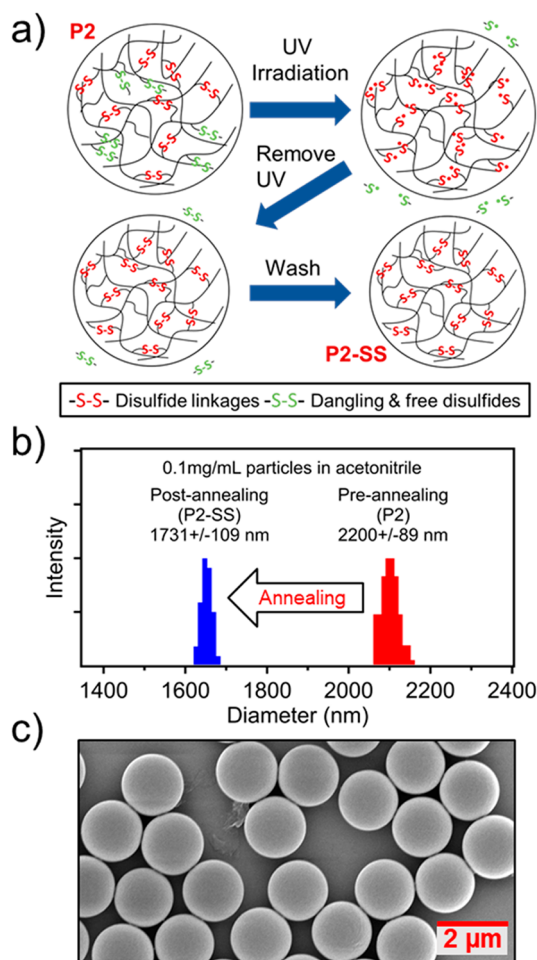 a)
P2
UV
Irradiation
Remove
UV
Wash
P2-SS
-S-S- Disulfide linkages -S-S- Dangling & free disulfides
b)
0.1mg/mL particles in acetonitrile
Post-annealing
(P2-SS)
1731+/-109 nm
Pre-annealing
(P2)
2200+/-89 nm
Annealing
Intensity
1400 1600 1800 2000 2200 2400
Diameter (nm)
c)
2 μm